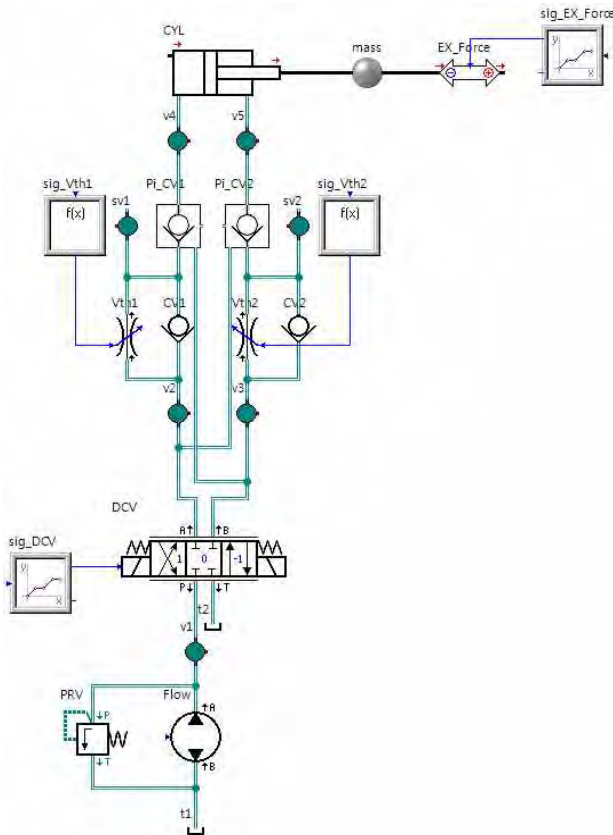 sig_EX_Force
y
x
CYL
mass
EX_Force
v4
v5
sig_Vth1
Pi_CV1
Pi_CV2
sig_Vth2
sv1
sv2
f(x)
f(x)
Vth1
CV1
Vth2
CV2
v2
v3
DCV
sig_DCV
A
B
y
x
1
0
-1
P
T
t2
v1
PRV
Flow
P
A
T
B
t1